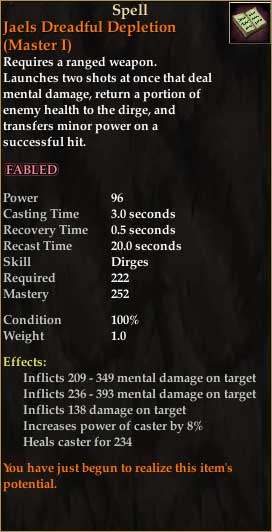 Spell
Jaels Dreadful Depletion
(Master I)
Requires a ranged weapon.
Launches two shots at once that deal
mental damage, return a portion of
enemy health to the dirge, and
transfers minor power on a
successful hit.
FABLED
Power 96
Casting Time 3.0 seconds
Recovery Time 0.5 seconds
Recast Time 20.0 seconds
Skill Dirges
Required 222
Mastery 252
Condition 100%
Weight 1.0
Effects:
Inflicts 209 - 349 mental damage on target
Inflicts 236 - 393 mental damage on target
Inflicts 138 damage on target
Increases power of caster by 8%
Heals caster for 234
You have just begun to realize this item's
potential.